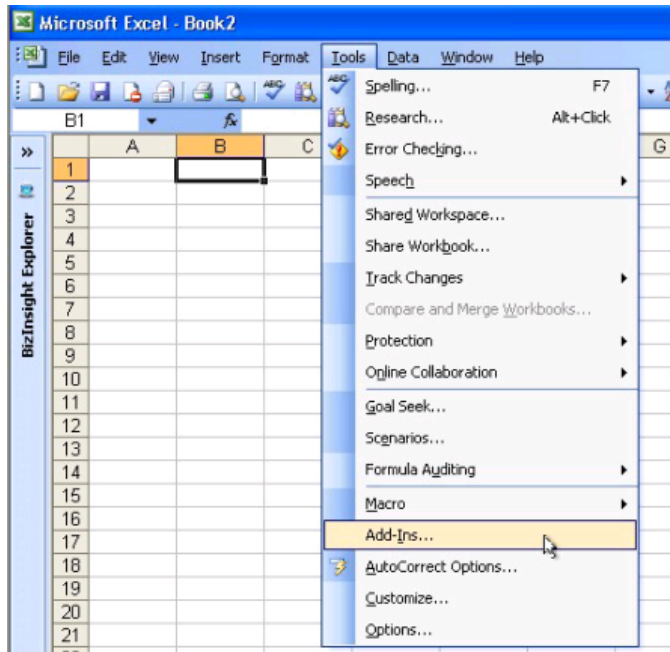 Microsoft Excel - Book2
File Edit View Insert Format Tools Data Window Help
B1 fx
A B C G
BizInsight Explorer
1
2
3
4
5
6
7
8
9
10
11
12
13
14
15
16
17
18
19
20
21
ABC Spelling... F7
Research... Alt+Click
Error Checking...
Speech
Shared Workspace...
Share Workbook...
Track Changes
Compare and Merge Workbooks...
Protection
Online Collaboration
Goal Seek...
Scenarios...
Formula Auditing
Macro
Add-Ins...
AutoCorrect Options...
Customize...
Options...